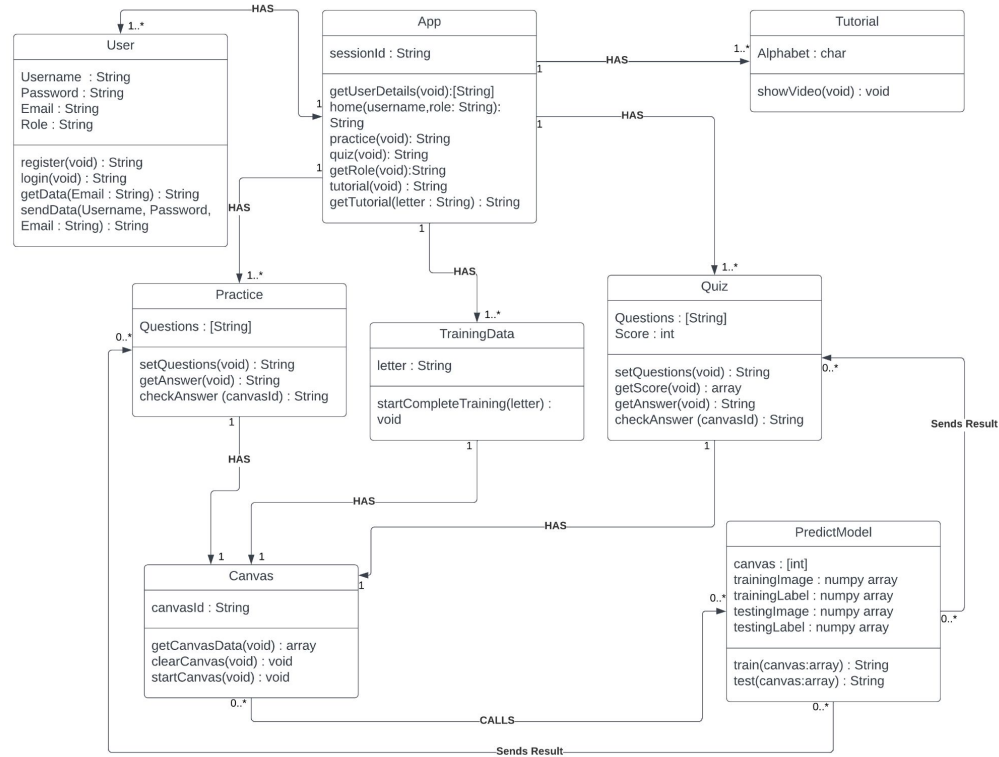 HAS
1..*
User
Username : String
Password : String
Email : String
Role : String
register(void) : String
login(void) : String
getData(Email : String) : String
sendData(Username, Password,
Email : String) : String
App
sessionId : String
getUserDetails(void):[String]
home(username,role: String):
String
practice(void): String
quiz(void): String
getRole(void):String
tutorial(void) : String
getTutorial(letter : String) : String
1
1
1
1
1
HAS
1..*
Tutorial
Alphabet : char
showVideo(void) : void
HAS
1..*
HAS
1..*
HAS
1..*
Practice
Questions : [String]
setQuestions(void) : String
getAnswer(void) : String
checkAnswer (canvasId) : String
0..*
1
TrainingData
letter : String
startCompleteTraining(letter) :
void
1
Quiz
Questions : [String]
Score : int
setQuestions(void) : String
getScore(void) : array
getAnswer(void) : String
checkAnswer (canvasId) : String
0..*
1
Sends Result
HAS
HAS
HAS
1
1
1
Canvas
canvasId : String
getCanvasData(void) : array
clearCanvas(void) : void
startCanvas(void) : void
0..*
CALLS
0..*
PredictModel
canvas : [int]
trainingImage : numpy array
trainingLabel : numpy array
testingImage : numpy array
testingLabel : numpy array
train(canvas:array) : String
test(canvas:array) : String
0..*
0..*
Sends Result